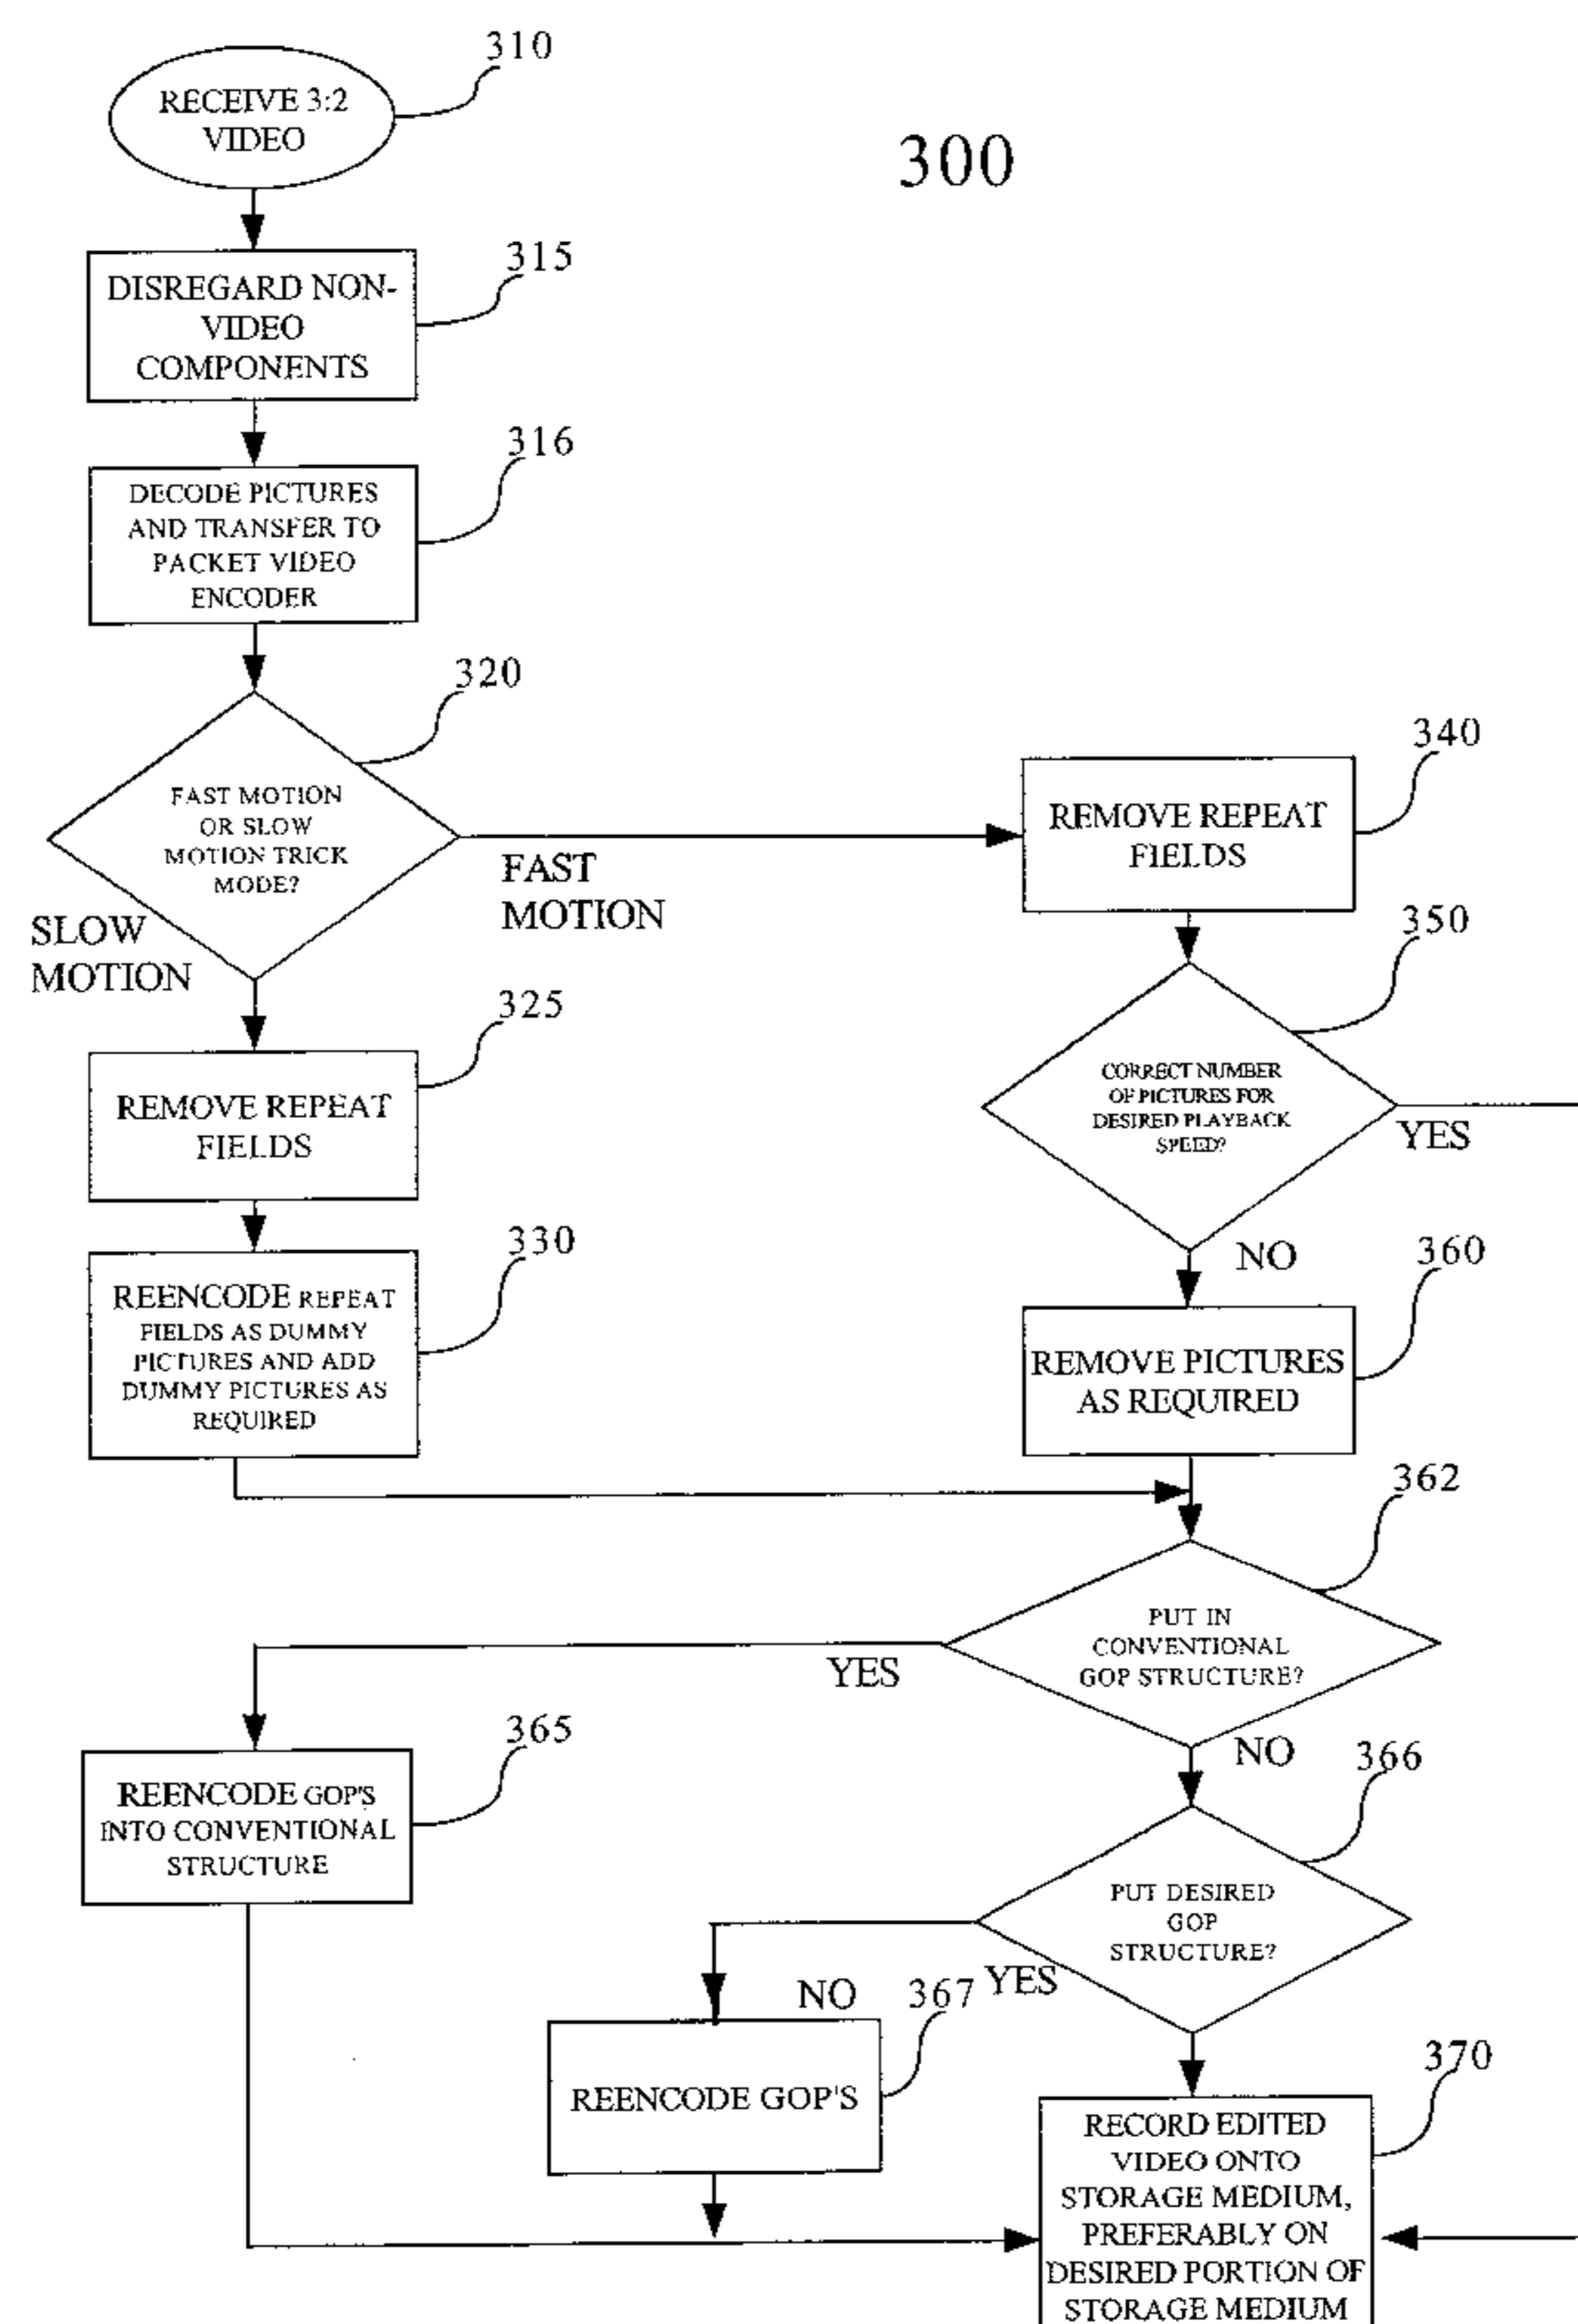 310
RECEIVE 3:2
VIDEO
300
315
DISREGARD NON-
VIDEO
COMPONENTS
316
DECODE PICTURES
AND TRANSFER TO
PACKET VIDEO
ENCODER
320
FAST MOTION
OR SLOW
MOTION TRICK
MODE?
FAST
MOTION
SLOW
MOTION
340
REMOVE REPEAT
FIELDS
325
REMOVE REPEAT
FIELDS
350
CORRECT NUMBER
OF PICTURES FOR
DESIRED PLAYBACK
SPEED?
YES
NO
330
REENCODE REPEAT
FIELDS AS DUMMY
PICTURES AND ADD
DUMMY PICTURES AS
REQUIRED
360
REMOVE PICTURES
AS REQUIRED
362
PUT IN
CONVENTIONAL
GOP STRUCTURE?
YES
NO
365
REENCODE GOP'S
INTO CONVENTIONAL
STRUCTURE
366
PUT DESIRED
GOP
STRUCTURE?
NO
YES
367
REENCODE GOP'S
370
RECORD EDITED
VIDEO ONTO
STORAGE MEDIUM,
PREFERABLY ON
DESIRED PORTION OF
STORAGE MEDIUM